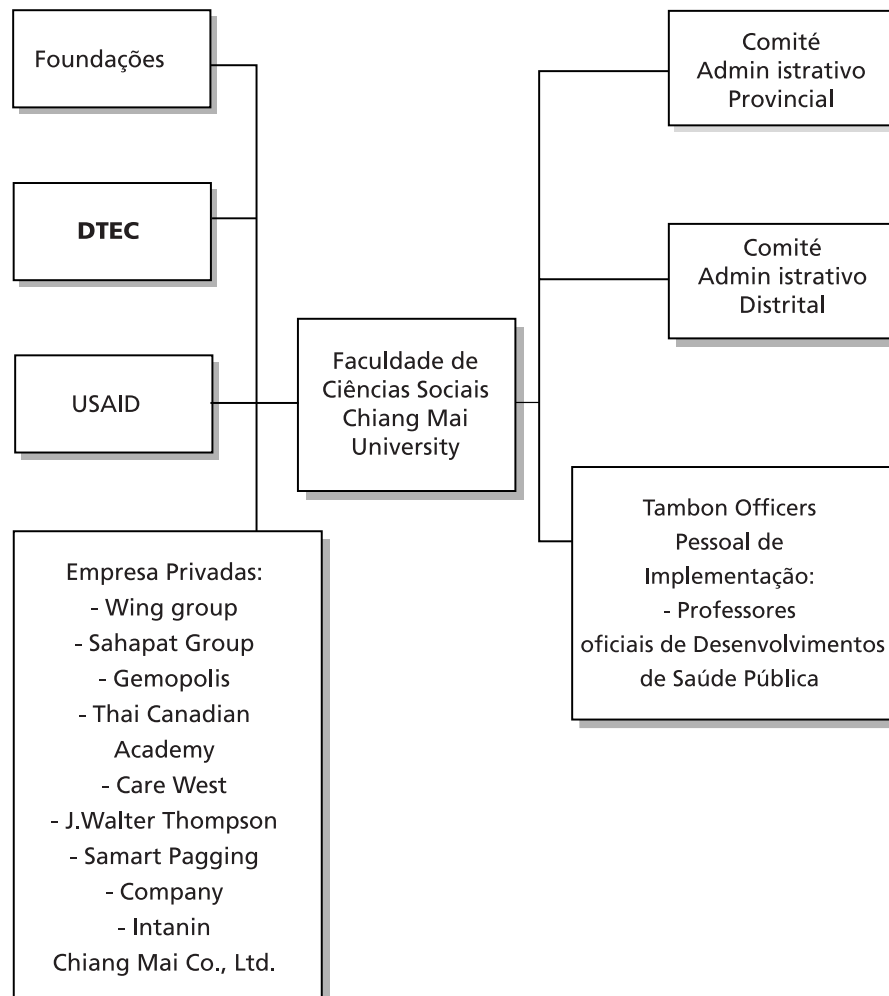 Foundações
DTEC
USAID
Empresa Privadas:
- Wing group
- Sahapat Group
- Gemopolis
- Thai Canadian
Academy
- Care West
- J.Walter Thompson
- Samart Pagging
- Company
- Intanin
Chiang Mai Co., Ltd.
Faculdade de
Ciências Sociais
Chiang Mai
University
Comité
Admin istrativo
Provincial
Comité
Admin istrativo
Distrital
Tambon Officers
Pessoal de
Implementação:
- Professores
oficiais de Desenvolvimentos
de Saúde Pública